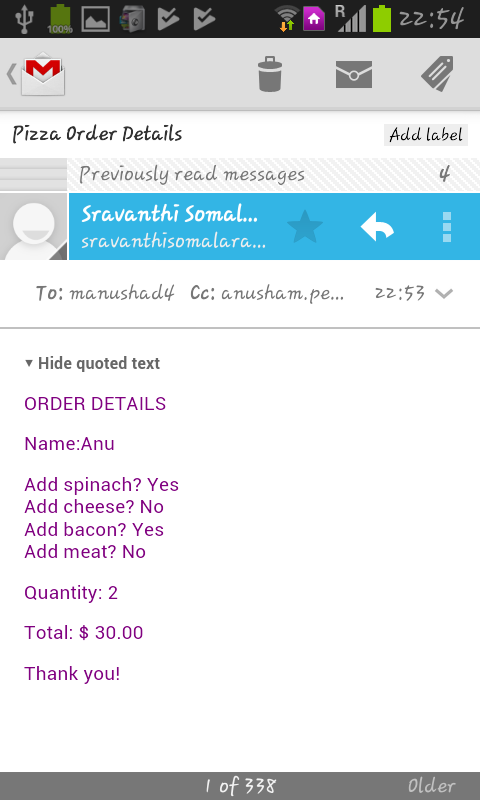 100%
R
22:54
Pizza Order Details
Add label
Previously read messages
4
Sravanthi Somal...
sravanthisomalara...
To: manushad4 Cc: anusham.pe... 22:53
Hide quoted text
ORDER DETAILS
Name:Anu
Add spinach? Yes
Add cheese? No
Add bacon? Yes
Add meat? No
Quantity: 2
Total: $ 30.00
Thank you!
1 of 338
Older